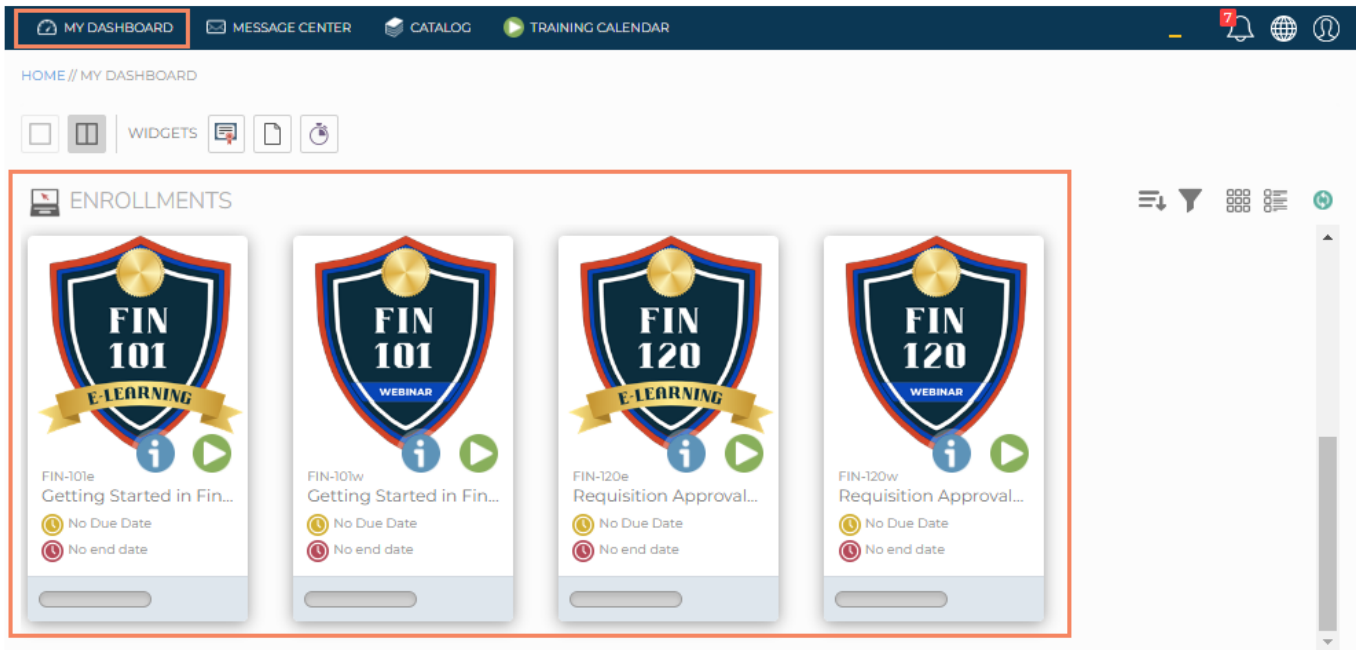 MY DASHBOARD MESSAGE CENTER CATALOG TRAINING CALENDAR 7
HOME // MY DASHBOARD
WIDGETS
ENROLLMENTS
FIN
101
E-LEARNING
FIN-101e
Getting Started in Fin...
No Due Date
No end date
FIN
101
WEBINAR
FIN-101w
Getting Started in Fin...
No Due Date
No end date
FIN
120
E-LEARNING
FIN-120e
Requisition Approval...
No Due Date
No end date
FIN
120
WEBINAR
FIN-120w
Requisition Approval...
No Due Date
No end date